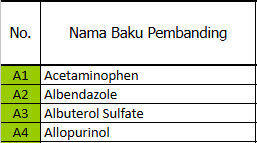 No. Nama Baku Pembanding
A1 Acetaminophen
A2 Albendazole
A3 Albuterol Sulfate
A4 Allopurinol